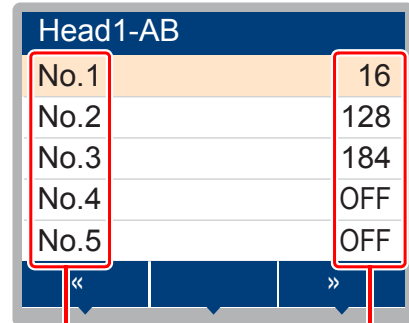 Head1-AB
No.1 16
No.2 128
No.3 184
No.4 OFF
No.5 OFF
« »